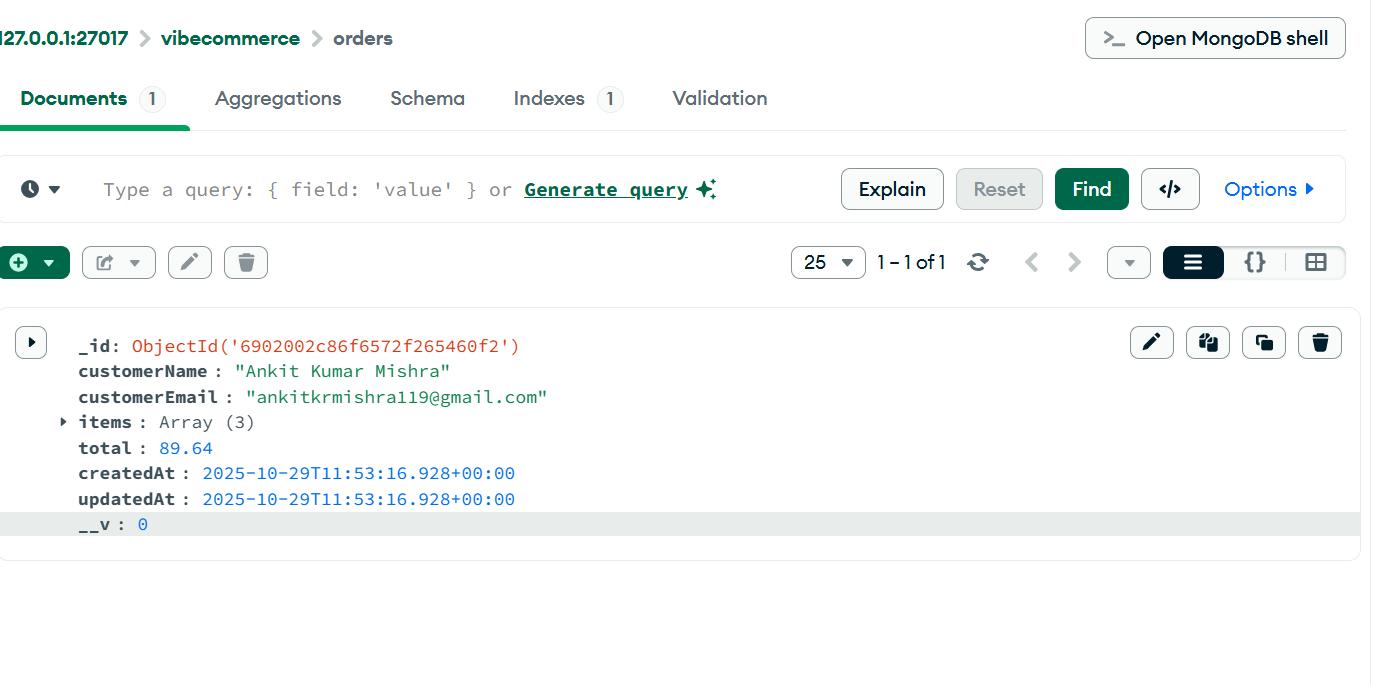 127.0.0.1:27017 > vibecommerce > orders
>_ Open MongoDB shell
Documents 1 Aggregations Schema Indexes 1 Validation
Type a query: { field: 'value' } or Generate query
Explain Reset Find </> Options
25 1 – 1 of 1 {}
_id: ObjectId('6902002c86f6572f265460f2')
customerName : "Ankit Kumar Mishra"
customerEmail : "ankitkrmishra119@gmail.com"
items : Array (3)
total : 89.64
createdAt : 2025-10-29T11:53:16.928+00:00
updatedAt : 2025-10-29T11:53:16.928+00:00
__v : 0